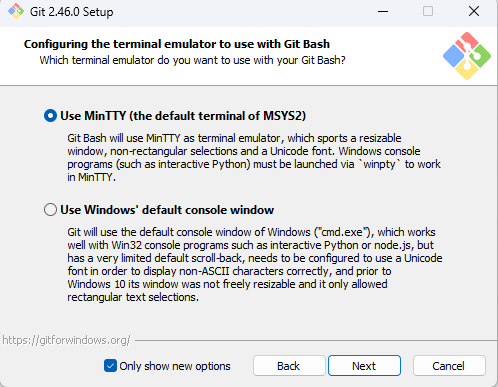 Git 2.46.0 Setup
Configuring the terminal emulator to use with Git Bash
Which terminal emulator do you want to use with your Git Bash?
Use MinTTY (the default terminal of MSYS2)
Git Bash will use MinTTY as terminal emulator, which sports a resizable
window, non-rectangular selections and a Unicode font. Windows console
programs (such as interactive Python) must be launched via `winpty` to work
in MinTTY.
Use Windows' default console window
Git will use the default console window of Windows ("cmd.exe"), which works
well with Win32 console programs such as interactive Python or node.js, but
has a very limited default scroll-back, needs to be configured to use a Unicode
font in order to display non-ASCII characters correctly, and prior to
Windows 10 its window was not freely resizable and it only allowed
rectangular text selections.
https://gitforwindows.org/
Only show new options
Back
Next
Cancel